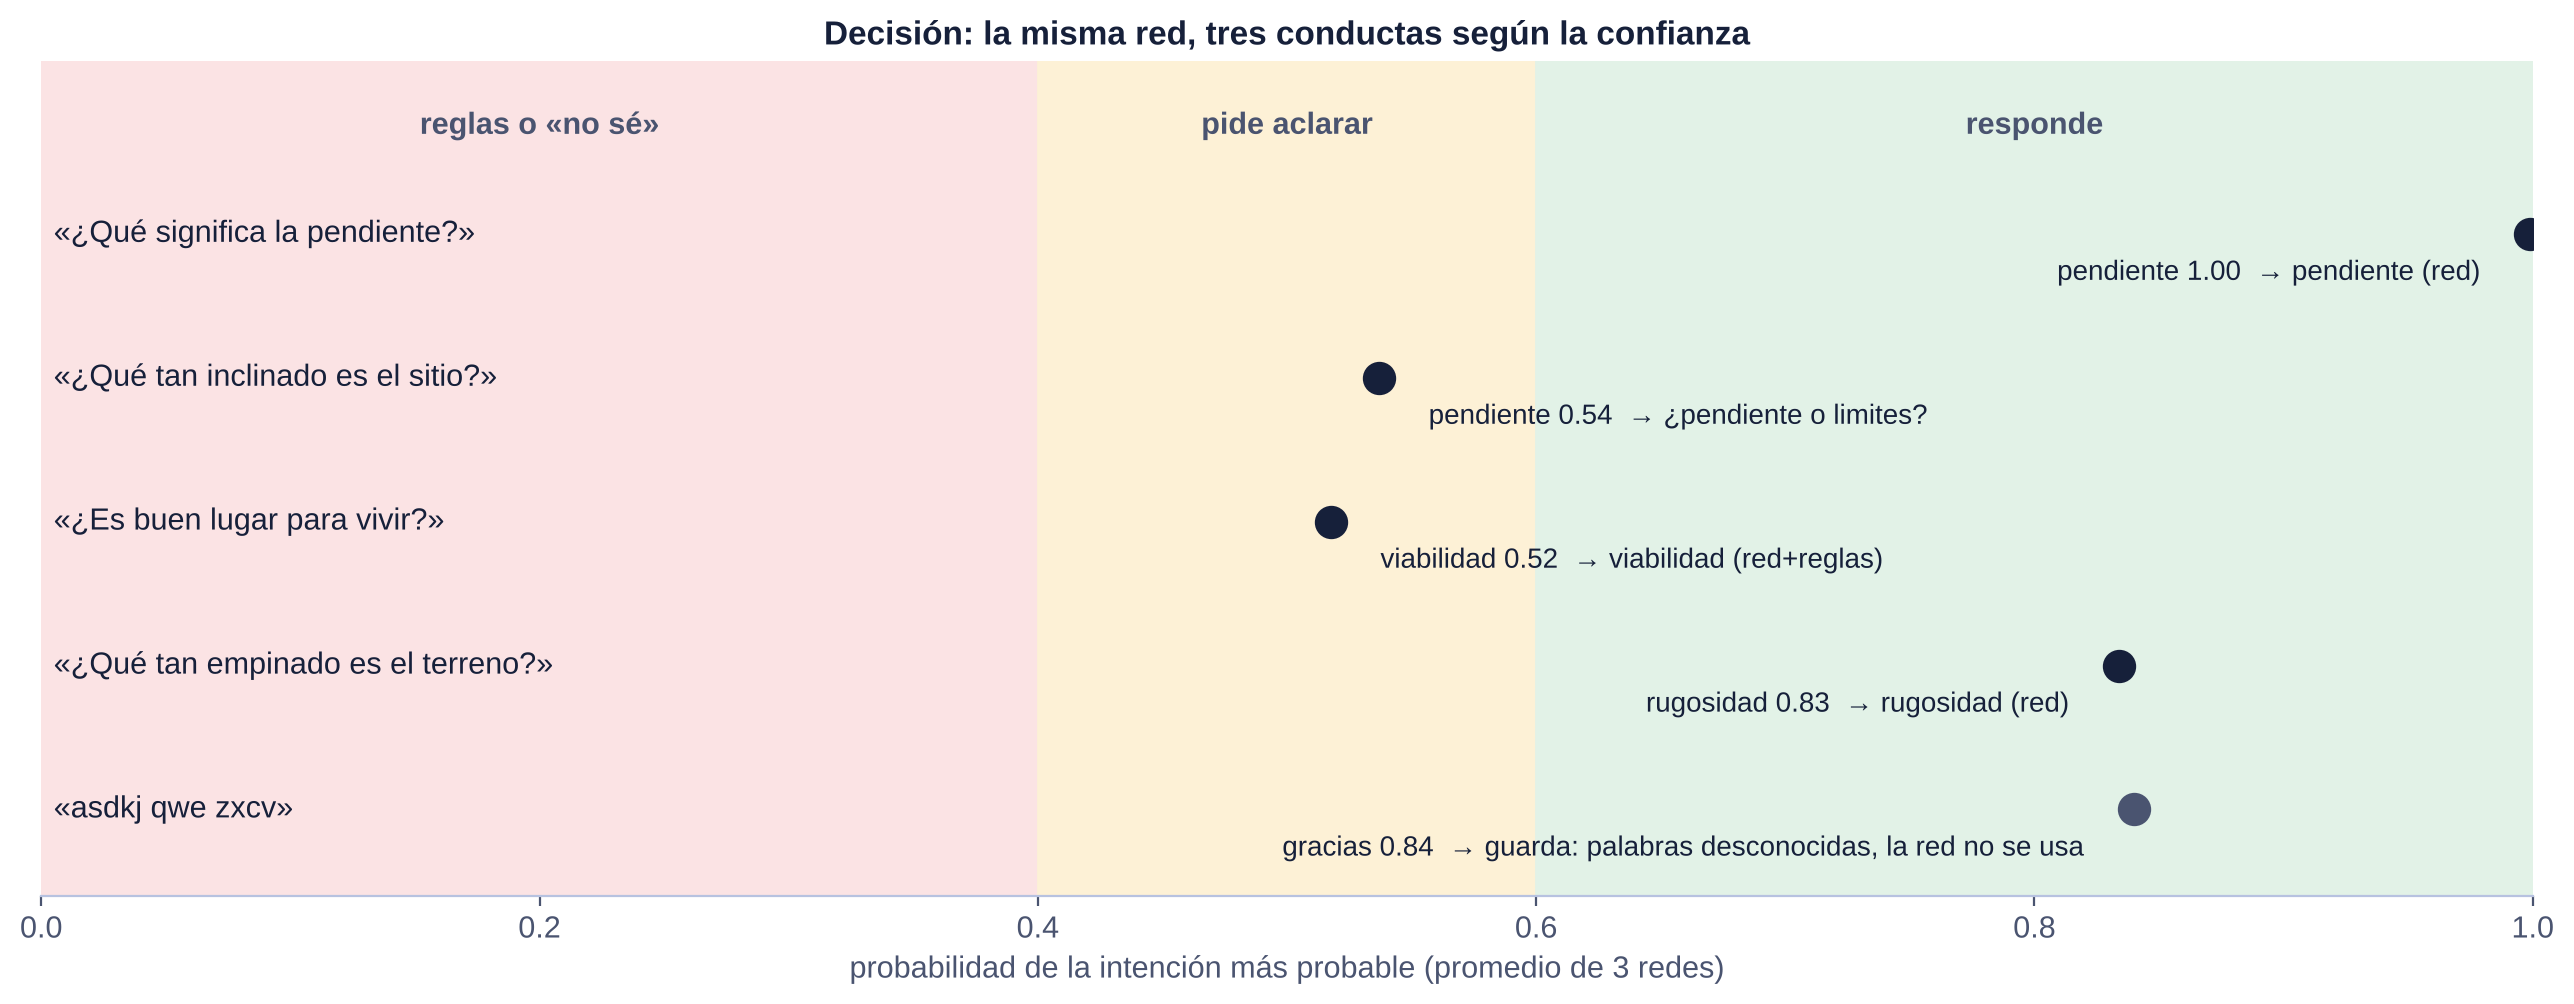 Decisión: la misma red, tres conductas según la confianza
reglas o «no sé»
pide aclarar
responde
«¿Qué significa la pendiente?»
pendiente 1.00 → pendiente (red)
«¿Qué tan inclinado es el sitio?»
pendiente 0.54 → ¿pendiente o limites?
«¿Es buen lugar para vivir?»
viabilidad 0.52 → viabilidad (red+reglas)
«¿Qué tan empinado es el terreno?»
rugosidad 0.83 → rugosidad (red)
«asdkj qwe zxcv»
gracias 0.84 → guarda: palabras desconocidas, la red no se usa
0.0 0.2 0.4 0.6 0.8 1.0
probabilidad de la intención más probable (promedio de 3 redes)